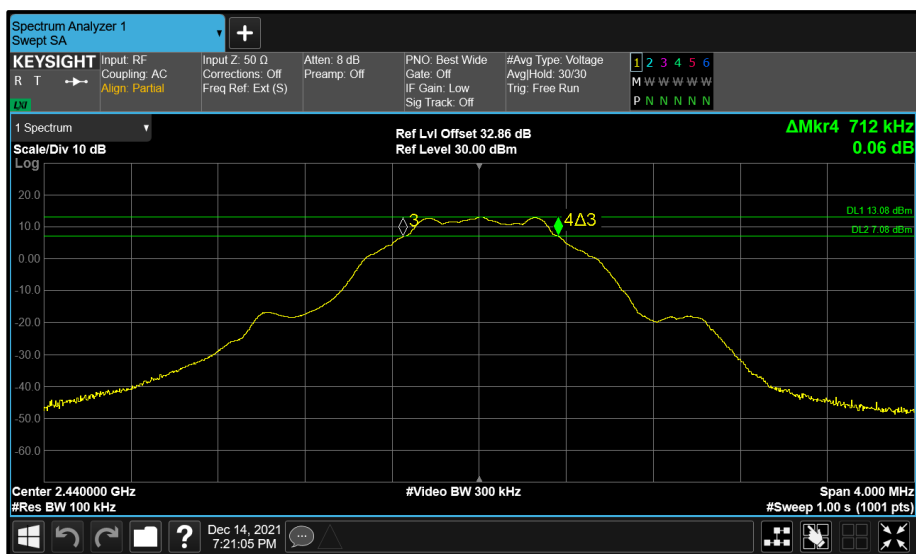 Spectrum Analyzer 1
Swept SA
+
KEYSIGHT
R T
LXI
Input: RF
Coupling: AC
Align: Partial
Input Z: 50 Ω
Corrections: Off
Freq Ref: Ext (S)
Atten: 8 dB
Preamp: Off
PNO: Best Wide
Gate: Off
IF Gain: Low
Sig Track: Off
#Avg Type: Voltage
Avg|Hold: 30/30
Trig: Free Run
1 2 3 4 5 6
M W W W W W
P N N N N N
1 Spectrum
Scale/Div 10 dB
Ref Lvl Offset 32.86 dB
Ref Level 30.00 dBm
ΔMkr4 712 kHz
0.06 dB
Log
20.0
10.0
0.00
-10.0
-20.0
-30.0
-40.0
-50.0
-60.0
3
4Δ3
DL1 13.08 dBm
DL2 7.08 dBm
Center 2.440000 GHz
#Video BW 300 kHz
Span 4.000 MHz
#Res BW 100 kHz
#Sweep 1.00 s (1001 pts)
?
Dec 14, 2021
7:21:05 PM